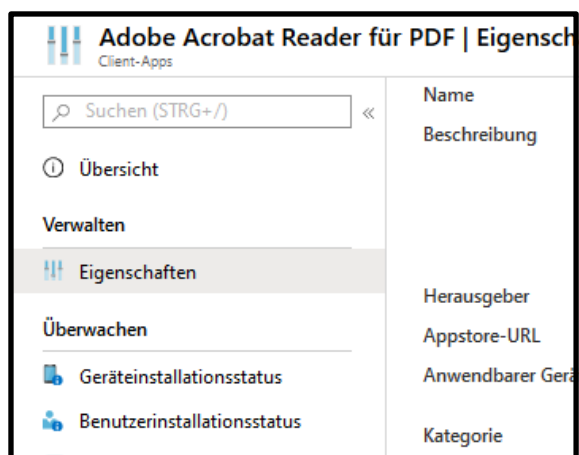 Adobe Acrobat Reader für PDF | Eigensch
Client-Apps
Suchen (STRG+/)
«
Übersicht
Verwalten
Eigenschaften
Überwachen
Geräteinstallationsstatus
Benutzerinstallationsstatus
Name
Beschreibung
Herausgeber
Appstore-URL
Anwendbarer Gerä
Kategorie